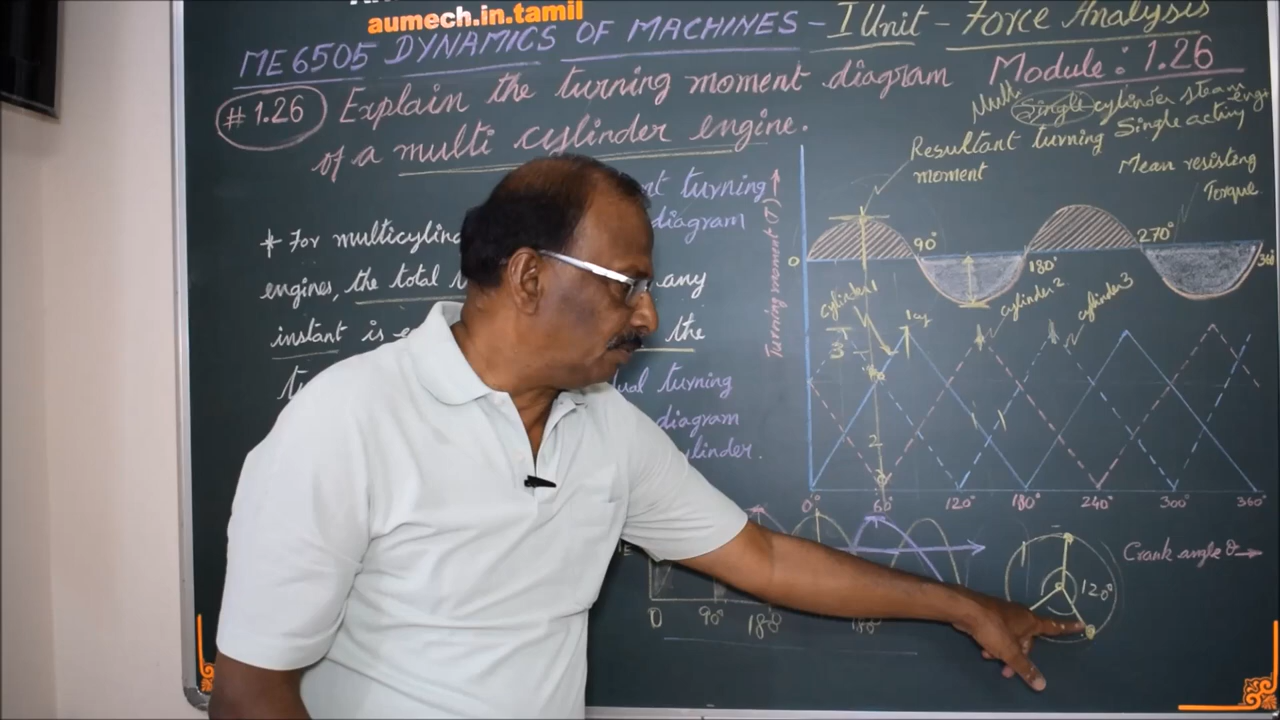 aumech.in.tamil
ME 6505 DYNAMICS OF MACHINES - I Unit - Force Analysis
# 1.26 Explain the turning moment diagram
Module: 1.26
of a multi cylinder engine.
Multi
Single cylinder steam
Single acting
Resultant turning
moment
Mean resisting
Torque.
turning
diagram
* For multicylin
engines, the total any
instant is the
dual turning
diagram
ylinder.
Turning moment (T)
0
90°
180°
270°
cylinder 1
cylinder 2
cylinder 3
0° 60 120° 180° 240° 300° 360°
Crank angle θ
120°
0 90° 180° 180°